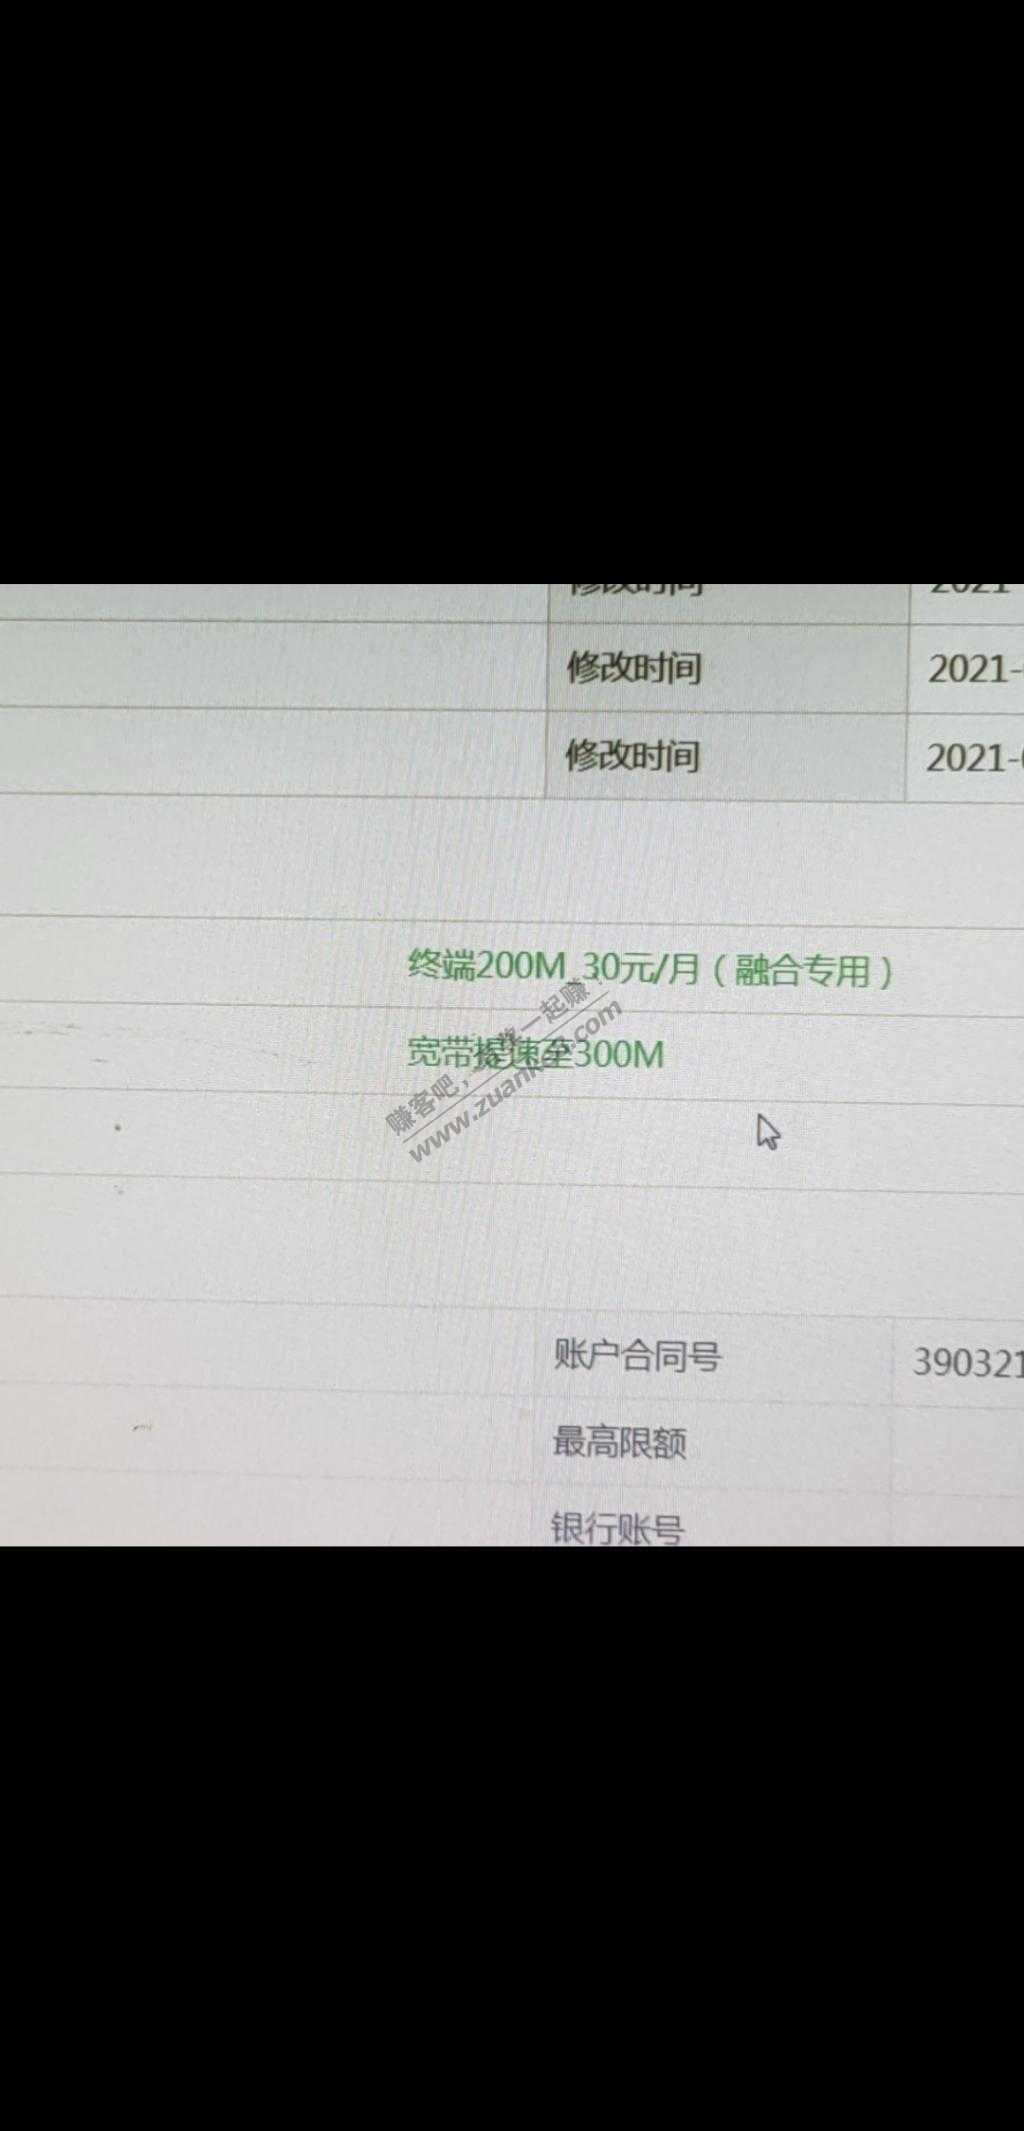 修改时间 2021
修改时间 2021-
修改时间 2021-0
终端200M_30元/月（融合专用）
宽带提速至300M
赚客吧，一起赚！
www.zuanke8.com
账户合同号 390321
最高限额
银行账号